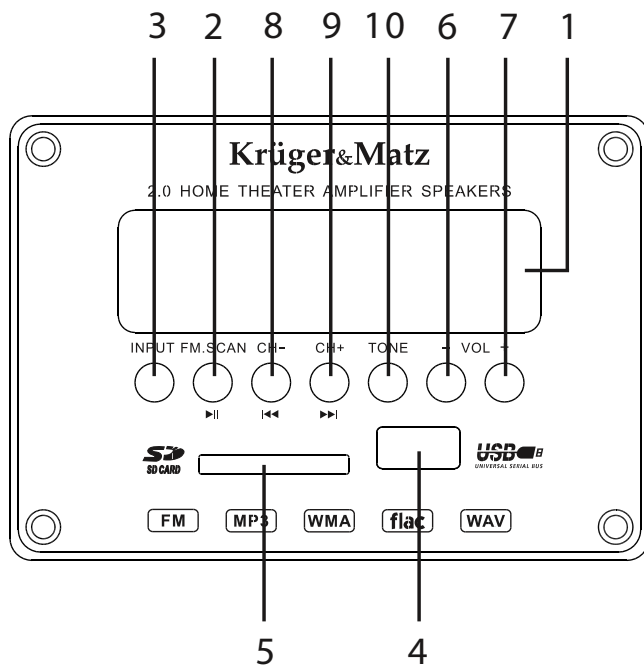 3 2 8 9 10 6 7 1
Krüger&Matz
2.0 HOME THEATER AMPLIFIER SPEAKERS
INPUT FM.SCAN CH- CH+ TONE - VOL +
SD
SD CARD
USB
UNIVERSAL SERIAL BUS
FM MP3 WMA flac WAV
5 4